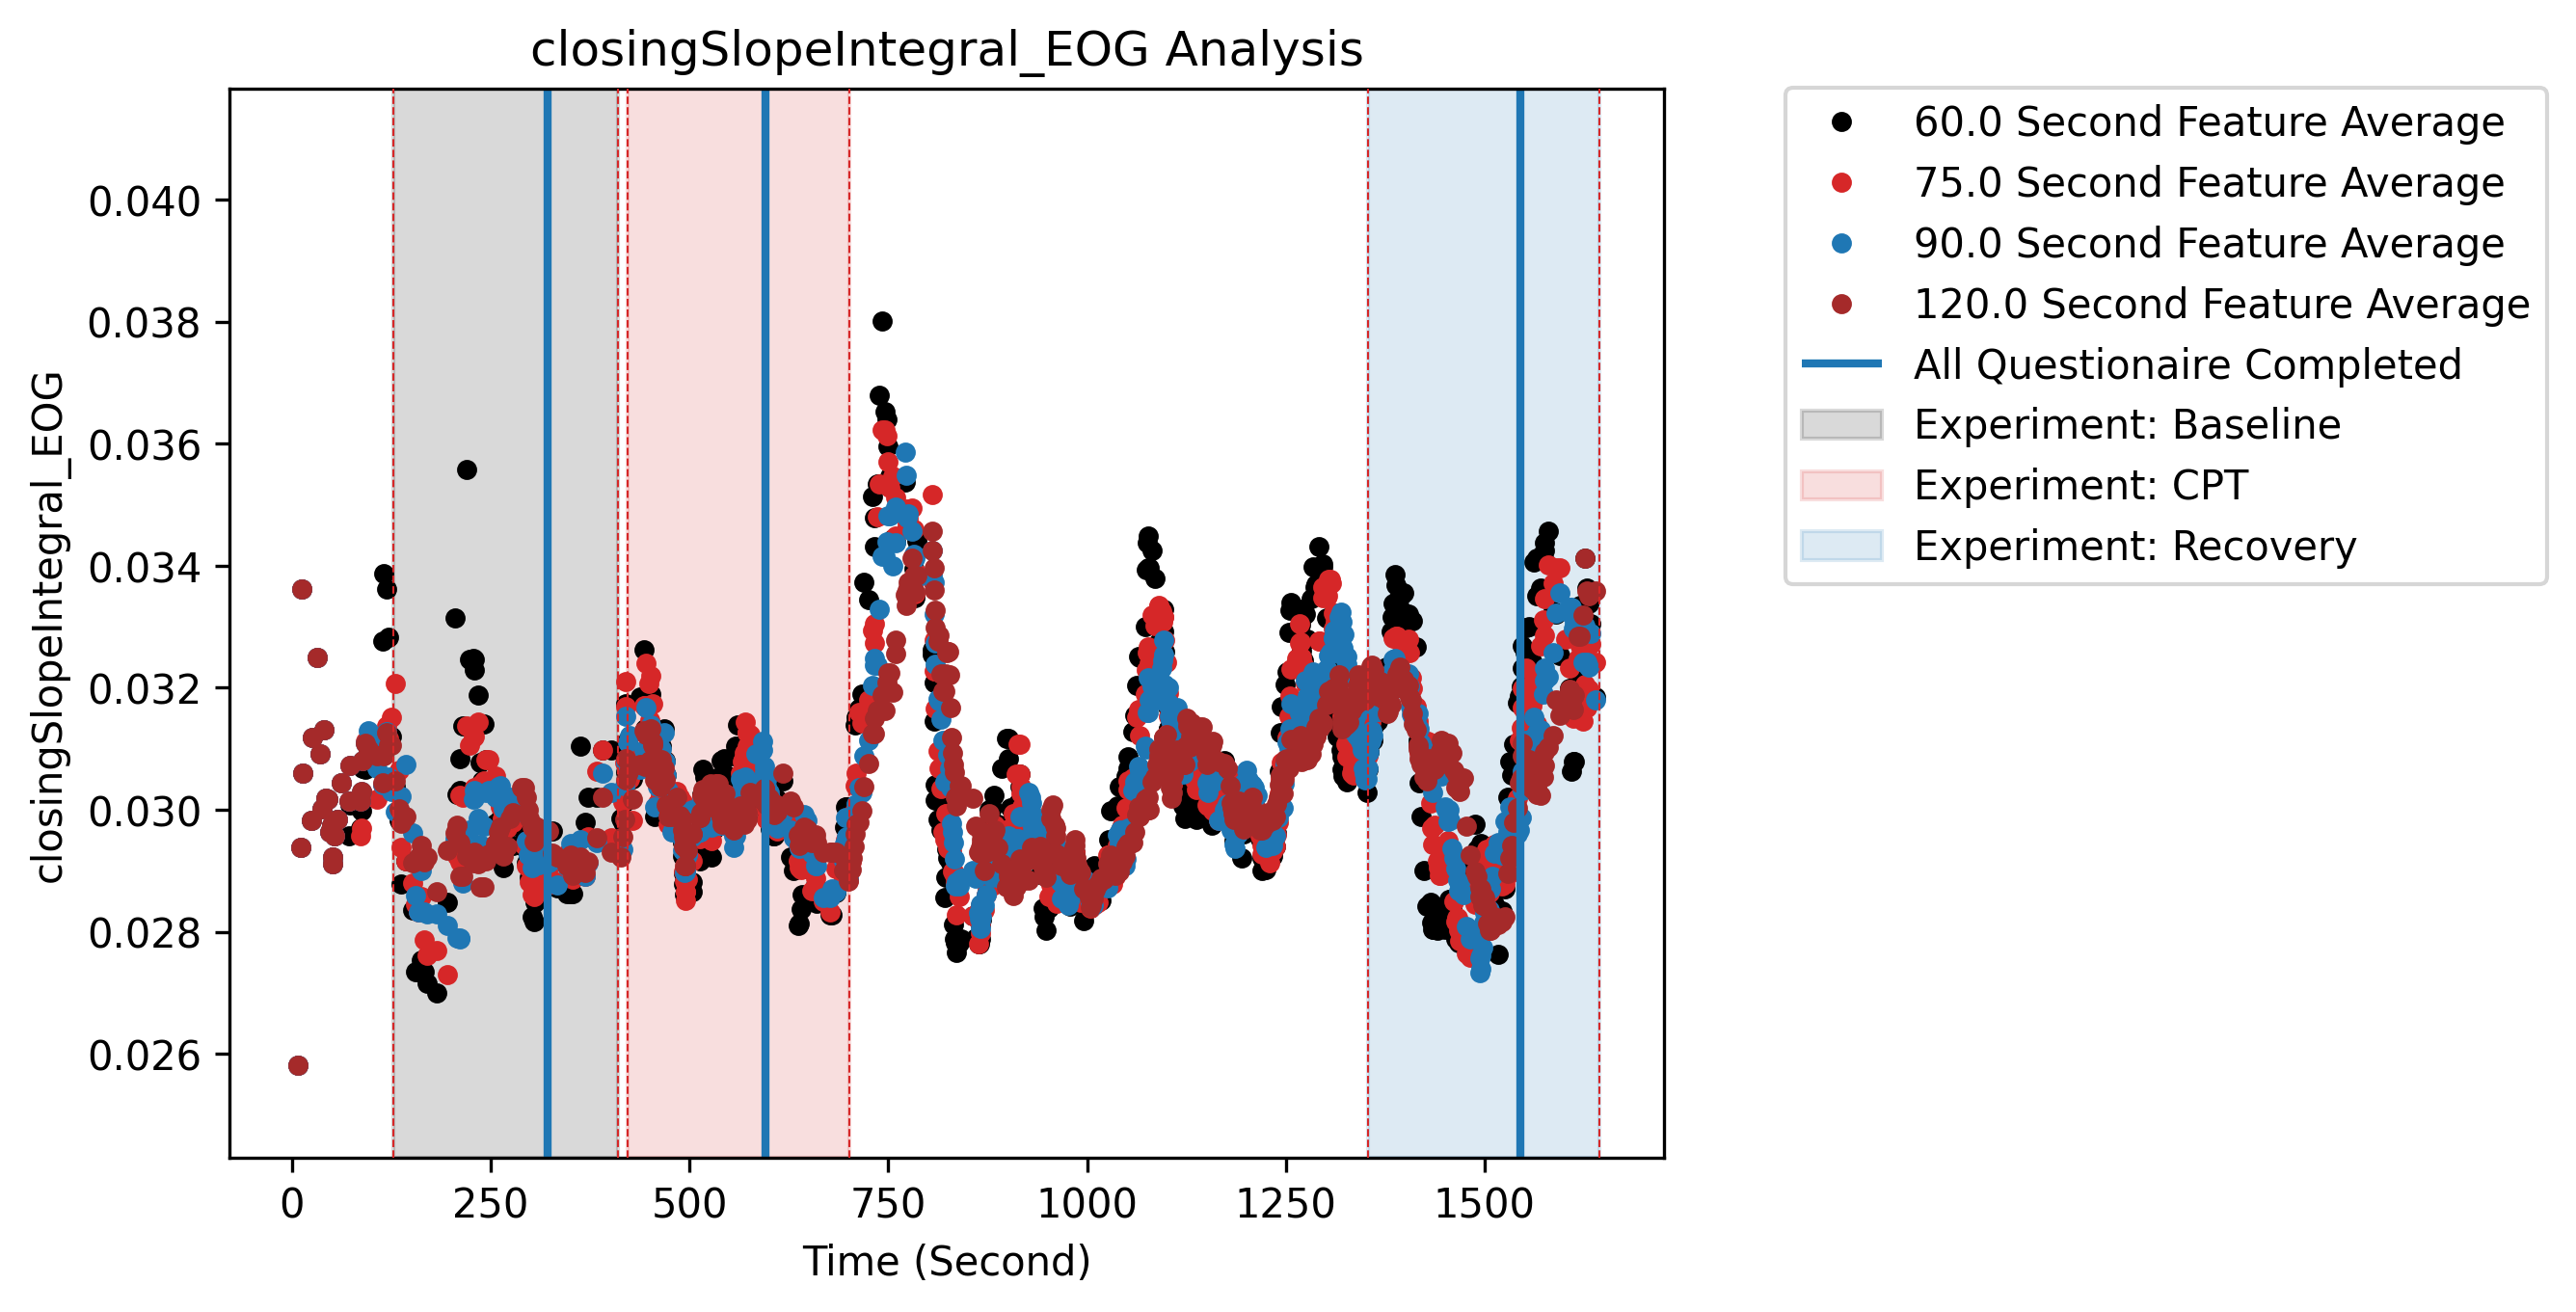 closingSlopeIntegral_EOG Analysis
closingSlopeIntegral_EOG
0.040
0.038
0.036
0.034
0.032
0.030
0.028
0.026
0 250 500 750 1000 1250 1500
Time (Second)
60.0 Second Feature Average
75.0 Second Feature Average
90.0 Second Feature Average
120.0 Second Feature Average
All Questionaire Completed
Experiment: Baseline
Experiment: CPT
Experiment: Recovery